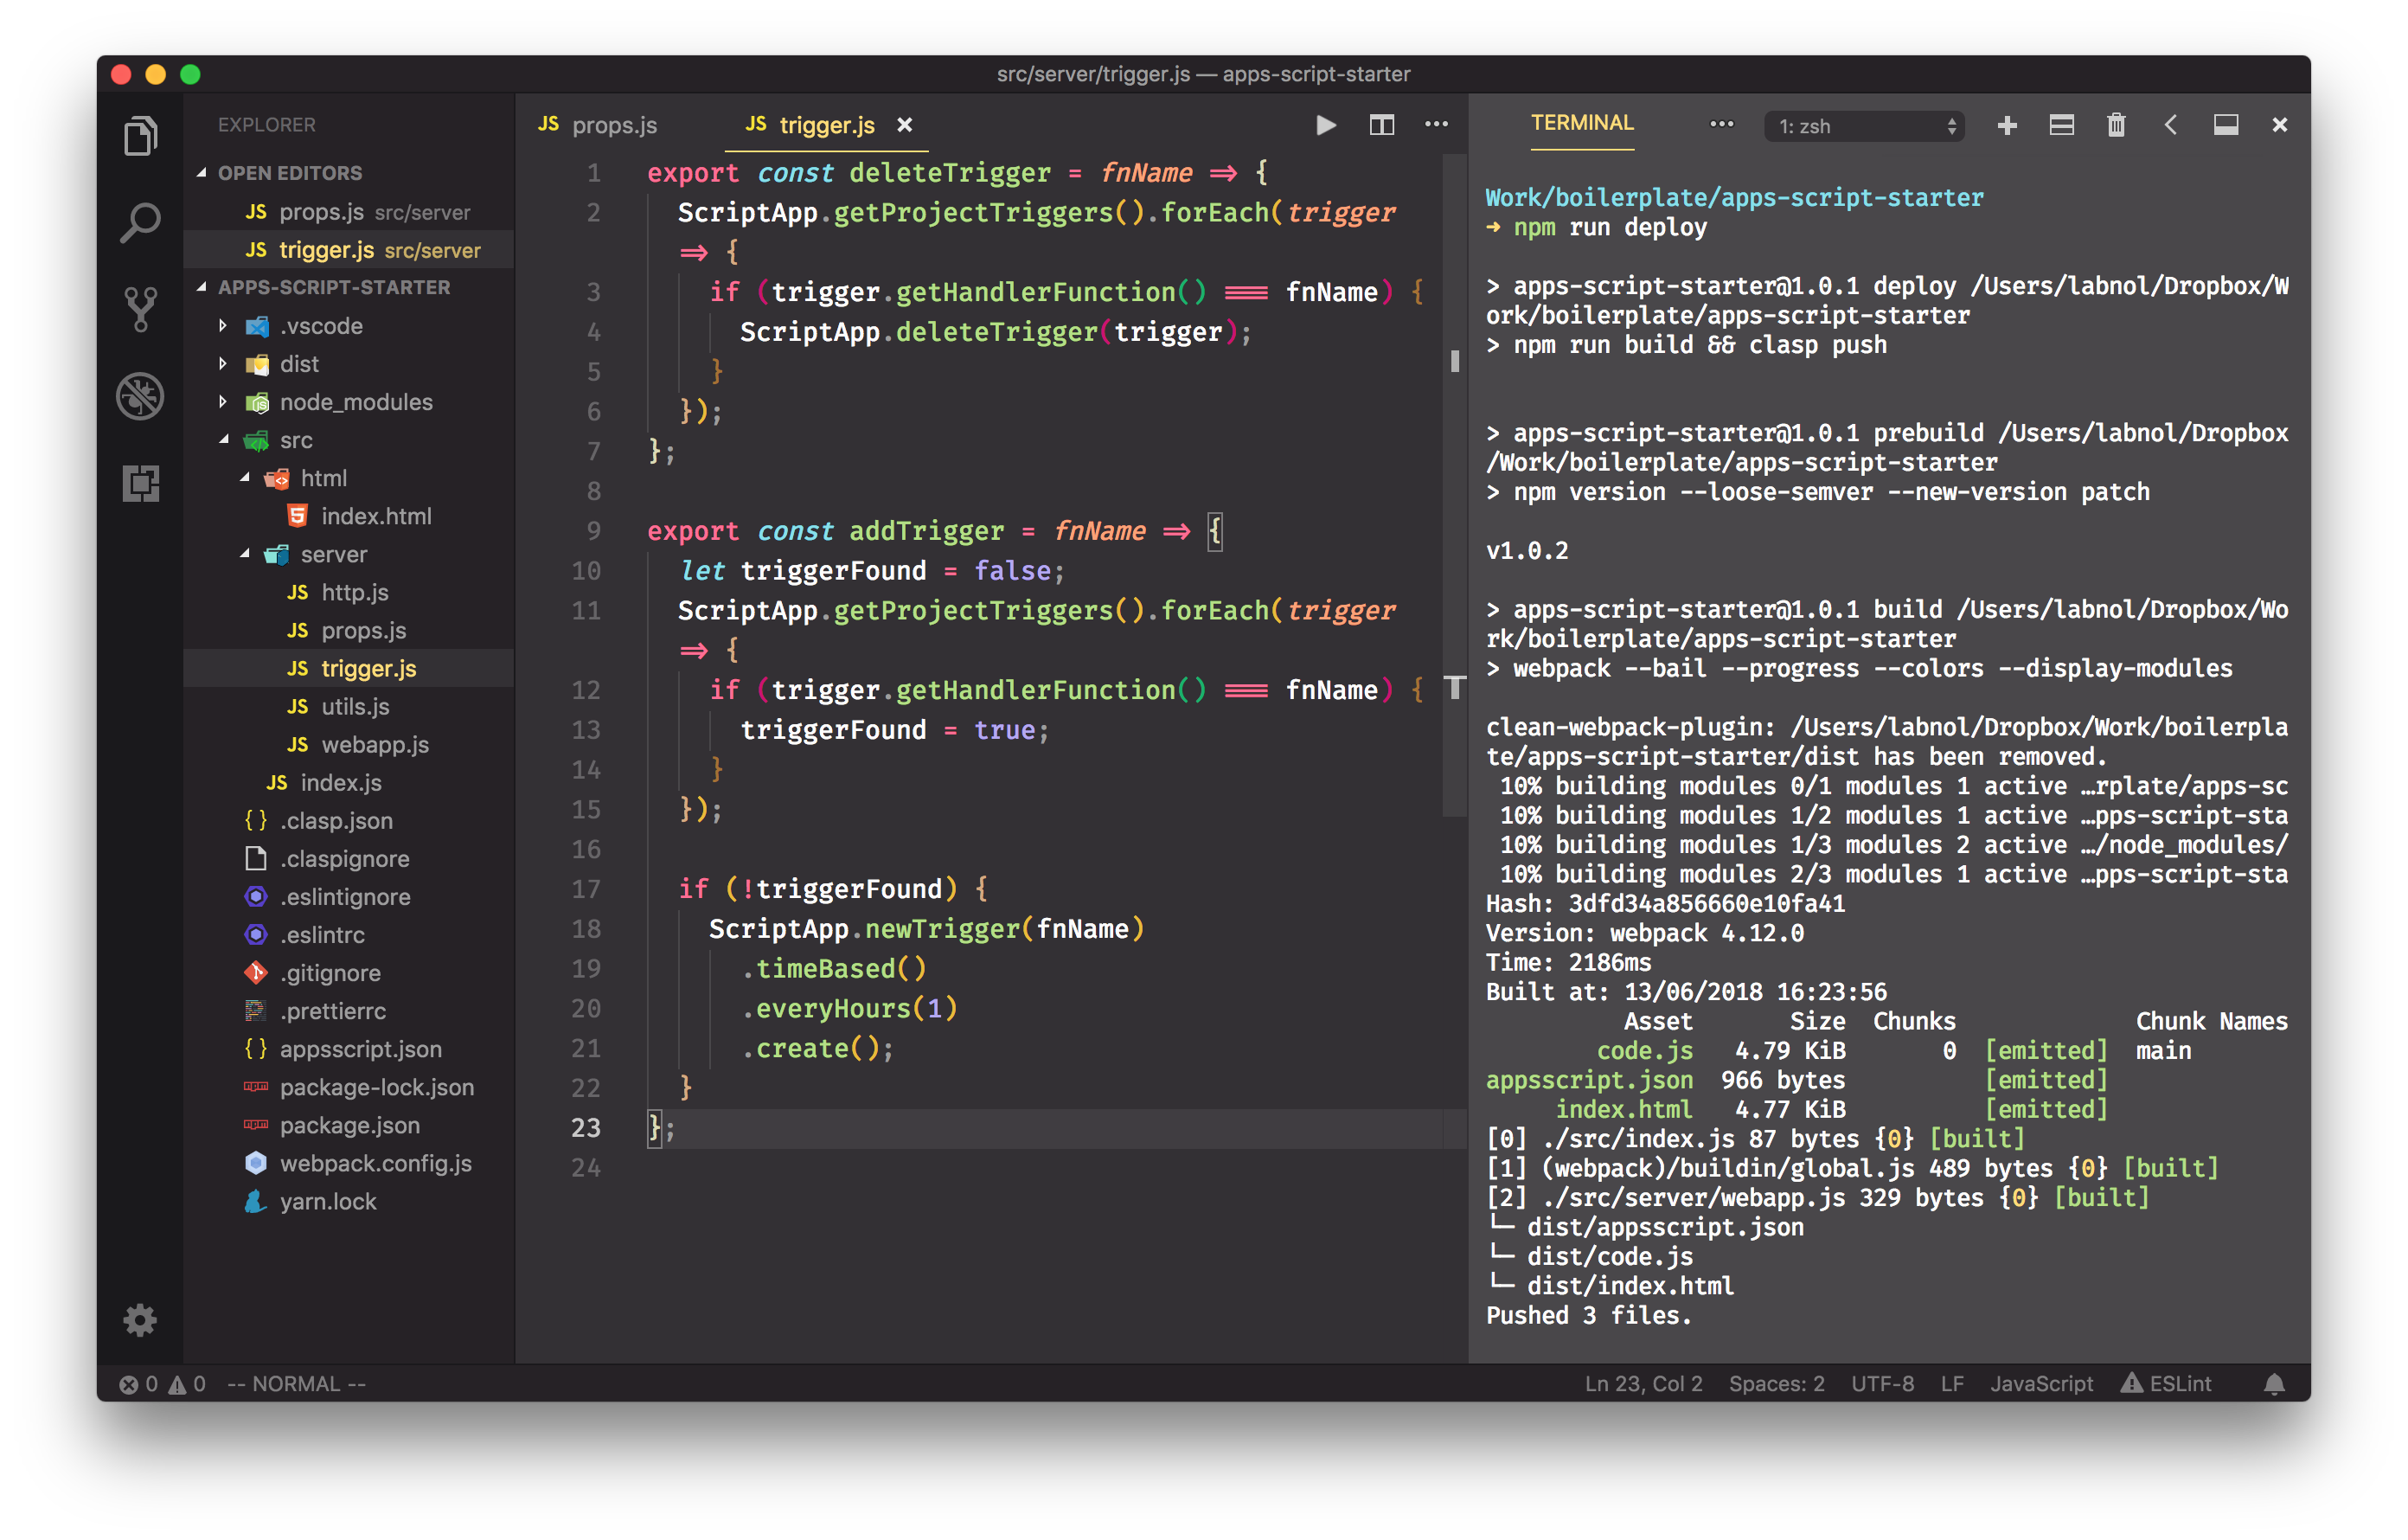 src/server/trigger.js — apps-script-starter
EXPLORER
OPEN EDITORS
JS props.js src/server
JS trigger.js src/server
APPS-SCRIPT-STARTER
.vscode
dist
node_modules
src
html
index.html
server
JS http.js
JS props.js
JS trigger.js
JS utils.js
JS webapp.js
JS index.js
{ } .clasp.json
.claspignore
.eslintignore
.eslintrc
.gitignore
.prettierrc
{ } appsscript.json
package-lock.json
package.json
webpack.config.js
yarn.lock
JS props.js
JS trigger.js
1 export const deleteTrigger = fnName => {
2 ScriptApp.getProjectTriggers().forEach(trigger
=> {
3 if (trigger.getHandlerFunction() === fnName) {
4 ScriptApp.deleteTrigger(trigger);
5 }
6 });
7 };
8
9 export const addTrigger = fnName => {
10 let triggerFound = false;
11 ScriptApp.getProjectTriggers().forEach(trigger
=> {
12 if (trigger.getHandlerFunction() === fnName) {
13 triggerFound = true;
14 }
15 });
16
17 if (!triggerFound) {
18 ScriptApp.newTrigger(fnName)
19 .timeBased()
20 .everyHours(1)
21 .create();
22 }
23 };
24
TERMINAL
1: zsh
Work/boilerplate/apps-script-starter
➜ npm run deploy
> apps-script-starter@1.0.1 deploy /Users/labnol/Dropbox/W
ork/boilerplate/apps-script-starter
> npm run build && clasp push
> apps-script-starter@1.0.1 prebuild /Users/labnol/Dropbox
/Work/boilerplate/apps-script-starter
> npm version --loose-semver --new-version patch
v1.0.2
> apps-script-starter@1.0.1 build /Users/labnol/Dropbox/Wo
rk/boilerplate/apps-script-starter
> webpack --bail --progress --colors --display-modules
clean-webpack-plugin: /Users/labnol/Dropbox/Work/boilerpla
te/apps-script-starter/dist has been removed.
10% building modules 0/1 modules 1 active …rplate/apps-sc
10% building modules 1/2 modules 1 active …pps-script-sta
10% building modules 1/3 modules 2 active …/node_modules/
10% building modules 2/3 modules 1 active …pps-script-sta
Hash: 3dfd34a856660e10fa41
Version: webpack 4.12.0
Time: 2186ms
Built at: 13/06/2018 16:23:56
Asset Size Chunks Chunk Names
code.js 4.79 KiB 0 [emitted] main
appsscript.json 966 bytes [emitted]
index.html 4.77 KiB [emitted]
[0] ./src/index.js 87 bytes {0} [built]
[1] (webpack)/buildin/global.js 489 bytes {0} [built]
[2] ./src/server/webapp.js 329 bytes {0} [built]
└─ dist/appsscript.json
└─ dist/code.js
└─ dist/index.html
Pushed 3 files.
0 0 -- NORMAL --
Ln 23, Col 2 Spaces: 2 UTF-8 LF JavaScript ESLint